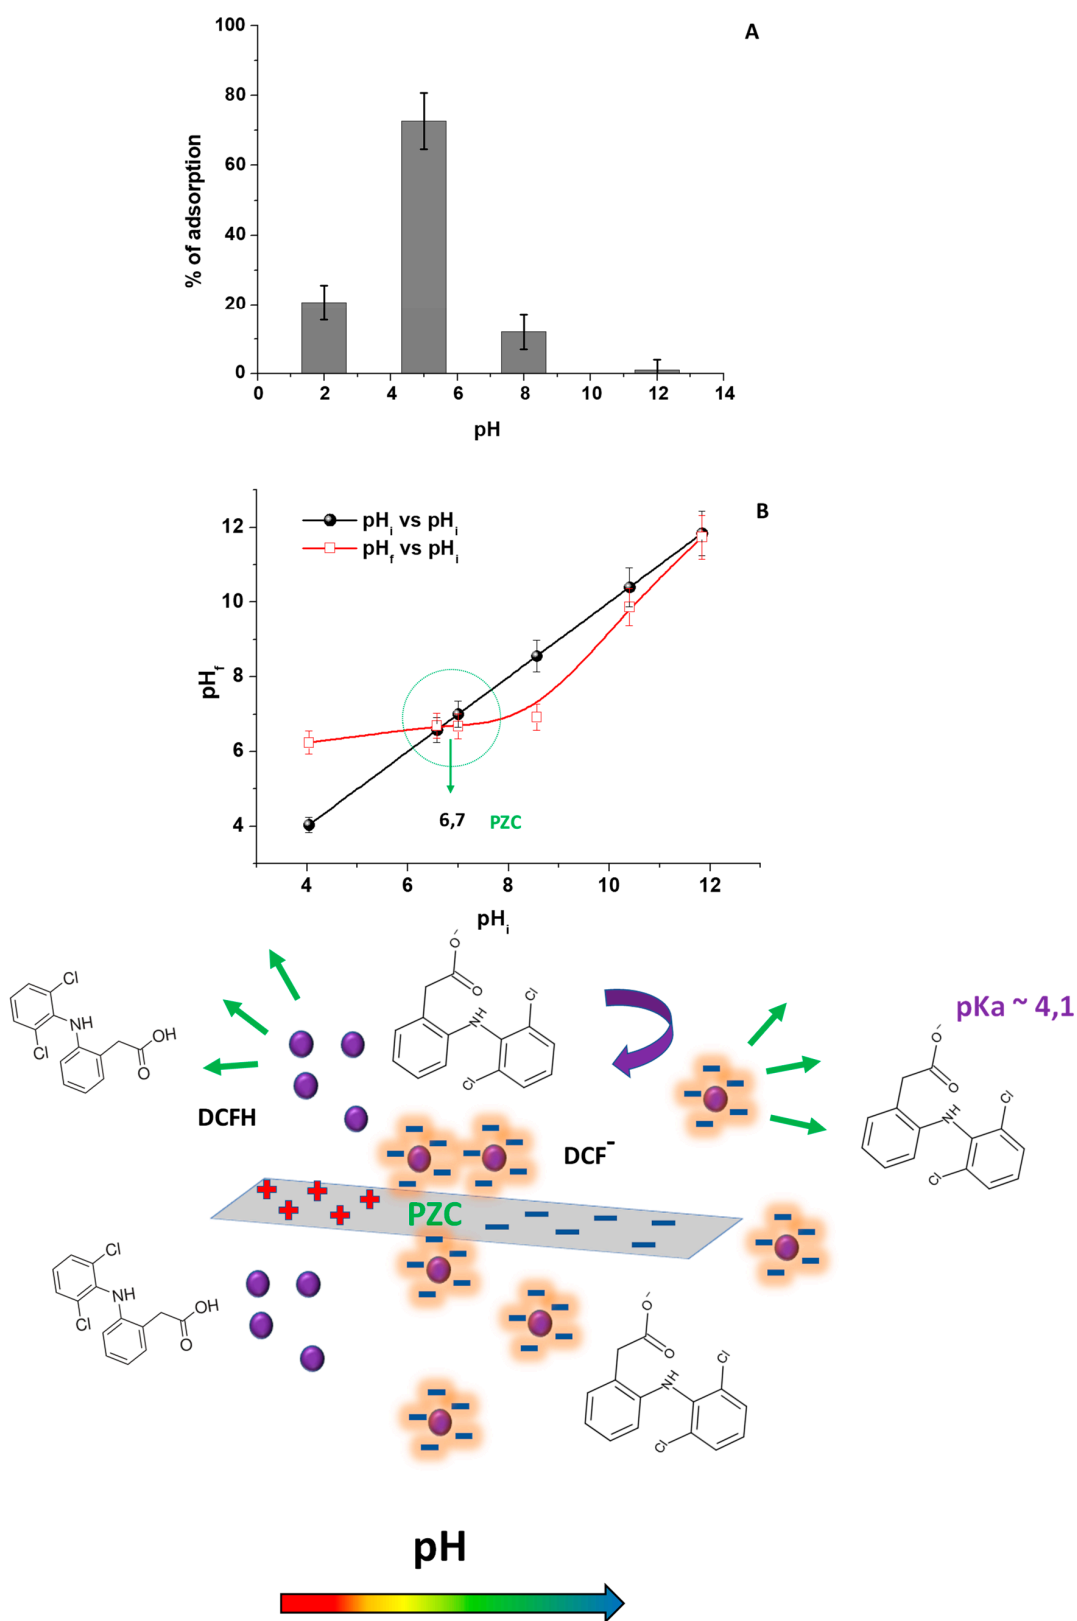 A
100
80
60
40
20
0
% of adsorption
0 2 4 6 8 10 12 14
pH
B
pHi vs pHi
pHf vs pHi
12
10
8
6
4
pHf
6,7 PZC
4 6 8 10 12
pHi
O-
O
NH
Cl
Cl
pKa ~ 4,1
Cl
NH
Cl
OH
O
O-
O
NH
Cl
Cl
DCFH
DCF-
PZC
Cl
NH
Cl
OH
O
O-
O
NH
Cl
Cl
pH